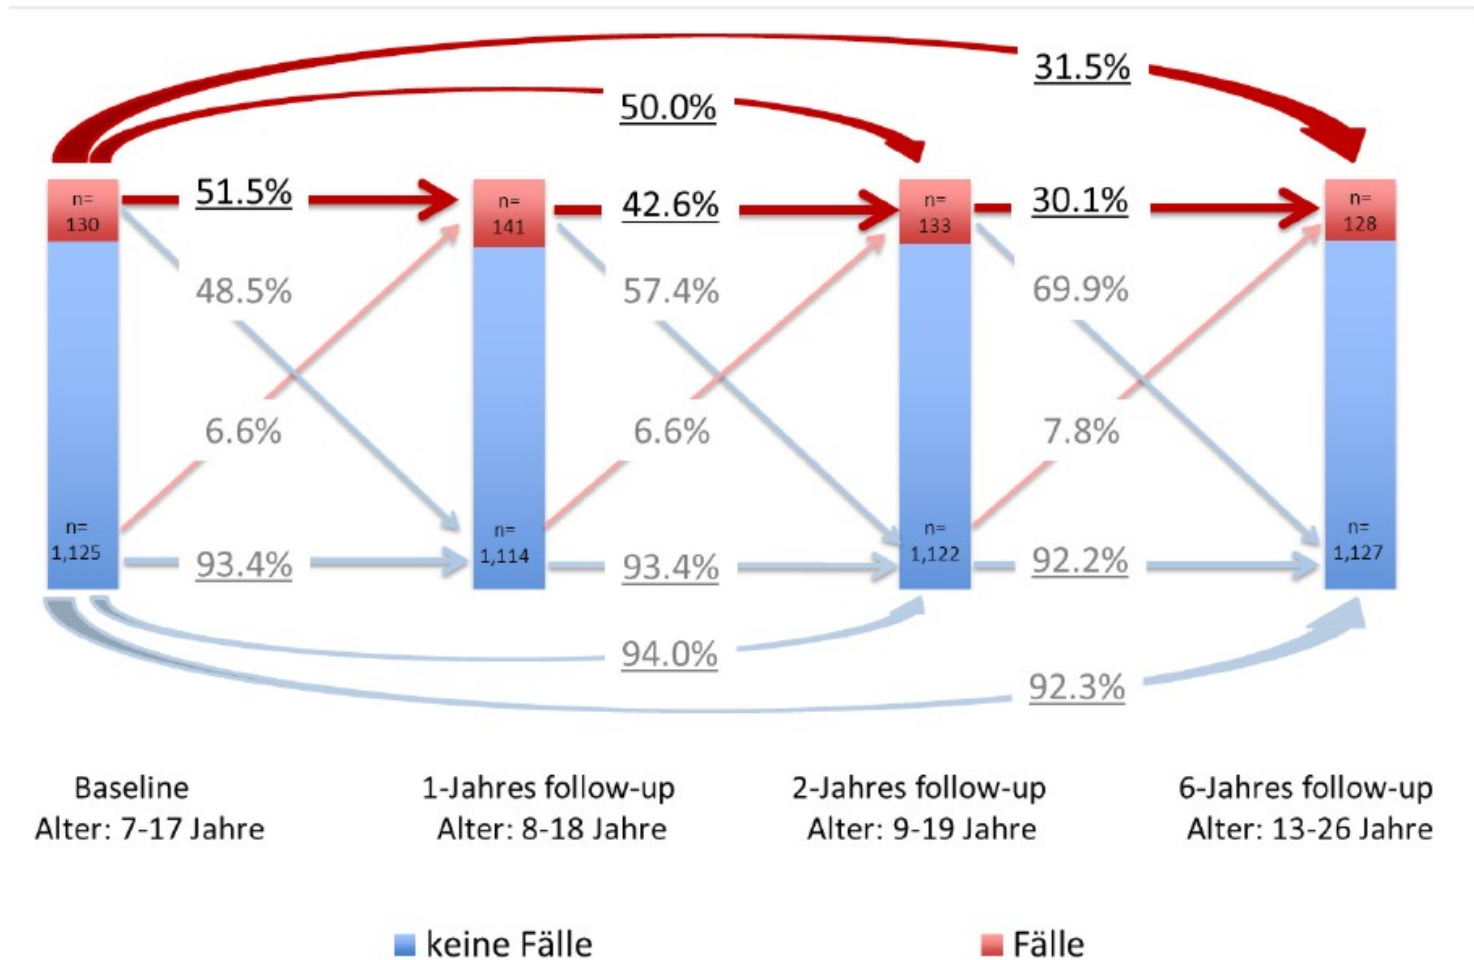 31.5%
50.0%
n=
130
51.5%
n=
141
42.6%
n=
133
30.1%
n=
128
48.5%
57.4%
69.9%
6.6%
6.6%
7.8%
n=
1,125
93.4%
n=
1,114
93.4%
n=
1,122
92.2%
n=
1,127
94.0%
92.3%
Baseline
Alter: 7-17 Jahre
1-Jahres follow-up
Alter: 8-18 Jahre
2-Jahres follow-up
Alter: 9-19 Jahre
6-Jahres follow-up
Alter: 13-26 Jahre
keine Fälle
Fälle